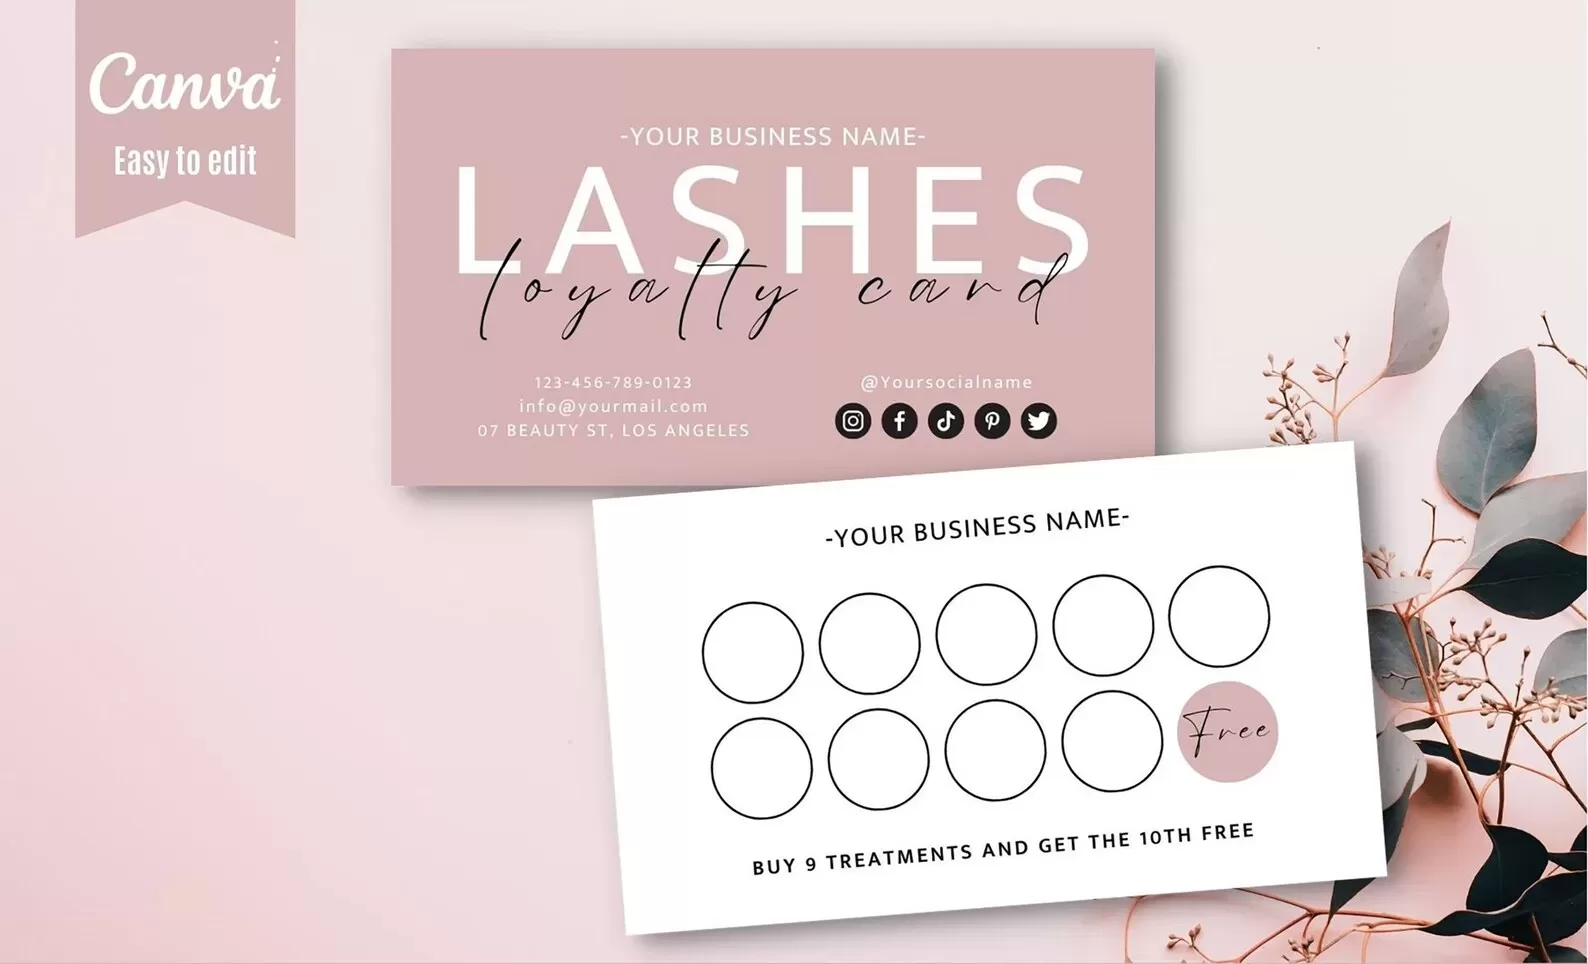 Canva
Easy to edit
-YOUR BUSINESS NAME-
LASHES
loyalty card
123-456-789-0123
info@yourmail.com
07 BEAUTY ST, LOS ANGELES
@Yoursocialname
-YOUR BUSINESS NAME-
Free
BUY 9 TREATMENTS AND GET THE 10TH FREE